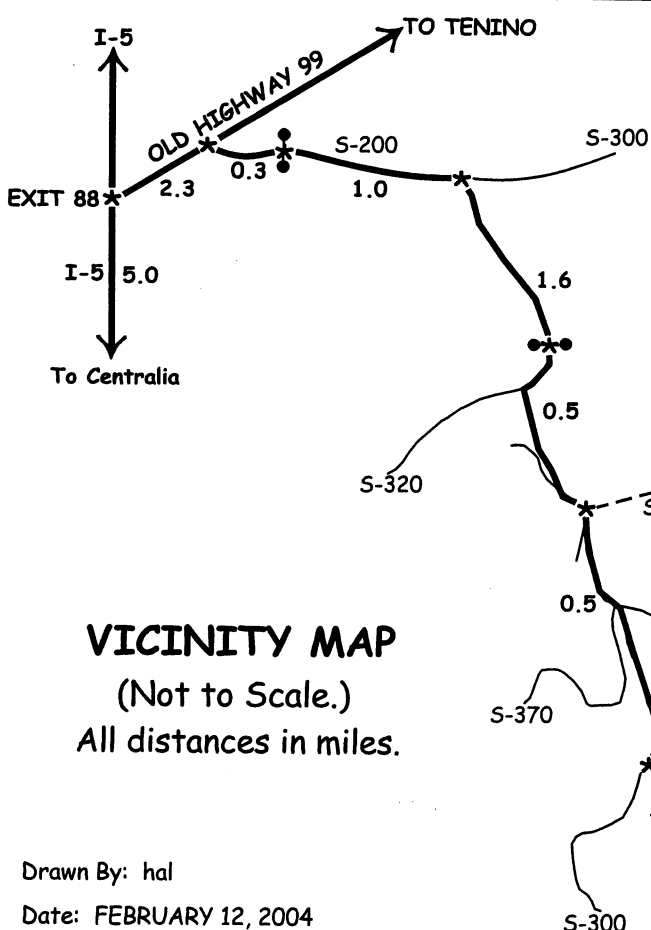 I-5
TO TENINO
OLD HIGHWAY 99
S-200
S-300
0.3
EXIT 88
2.3
1.0
I-5 5.0
1.6
To Centralia
0.5
S-320
S
0.5
VICINITY MAP
(Not to Scale.)
All distances in miles.
S-370
Drawn By: hal
Date: FEBRUARY 12, 2004
S-300